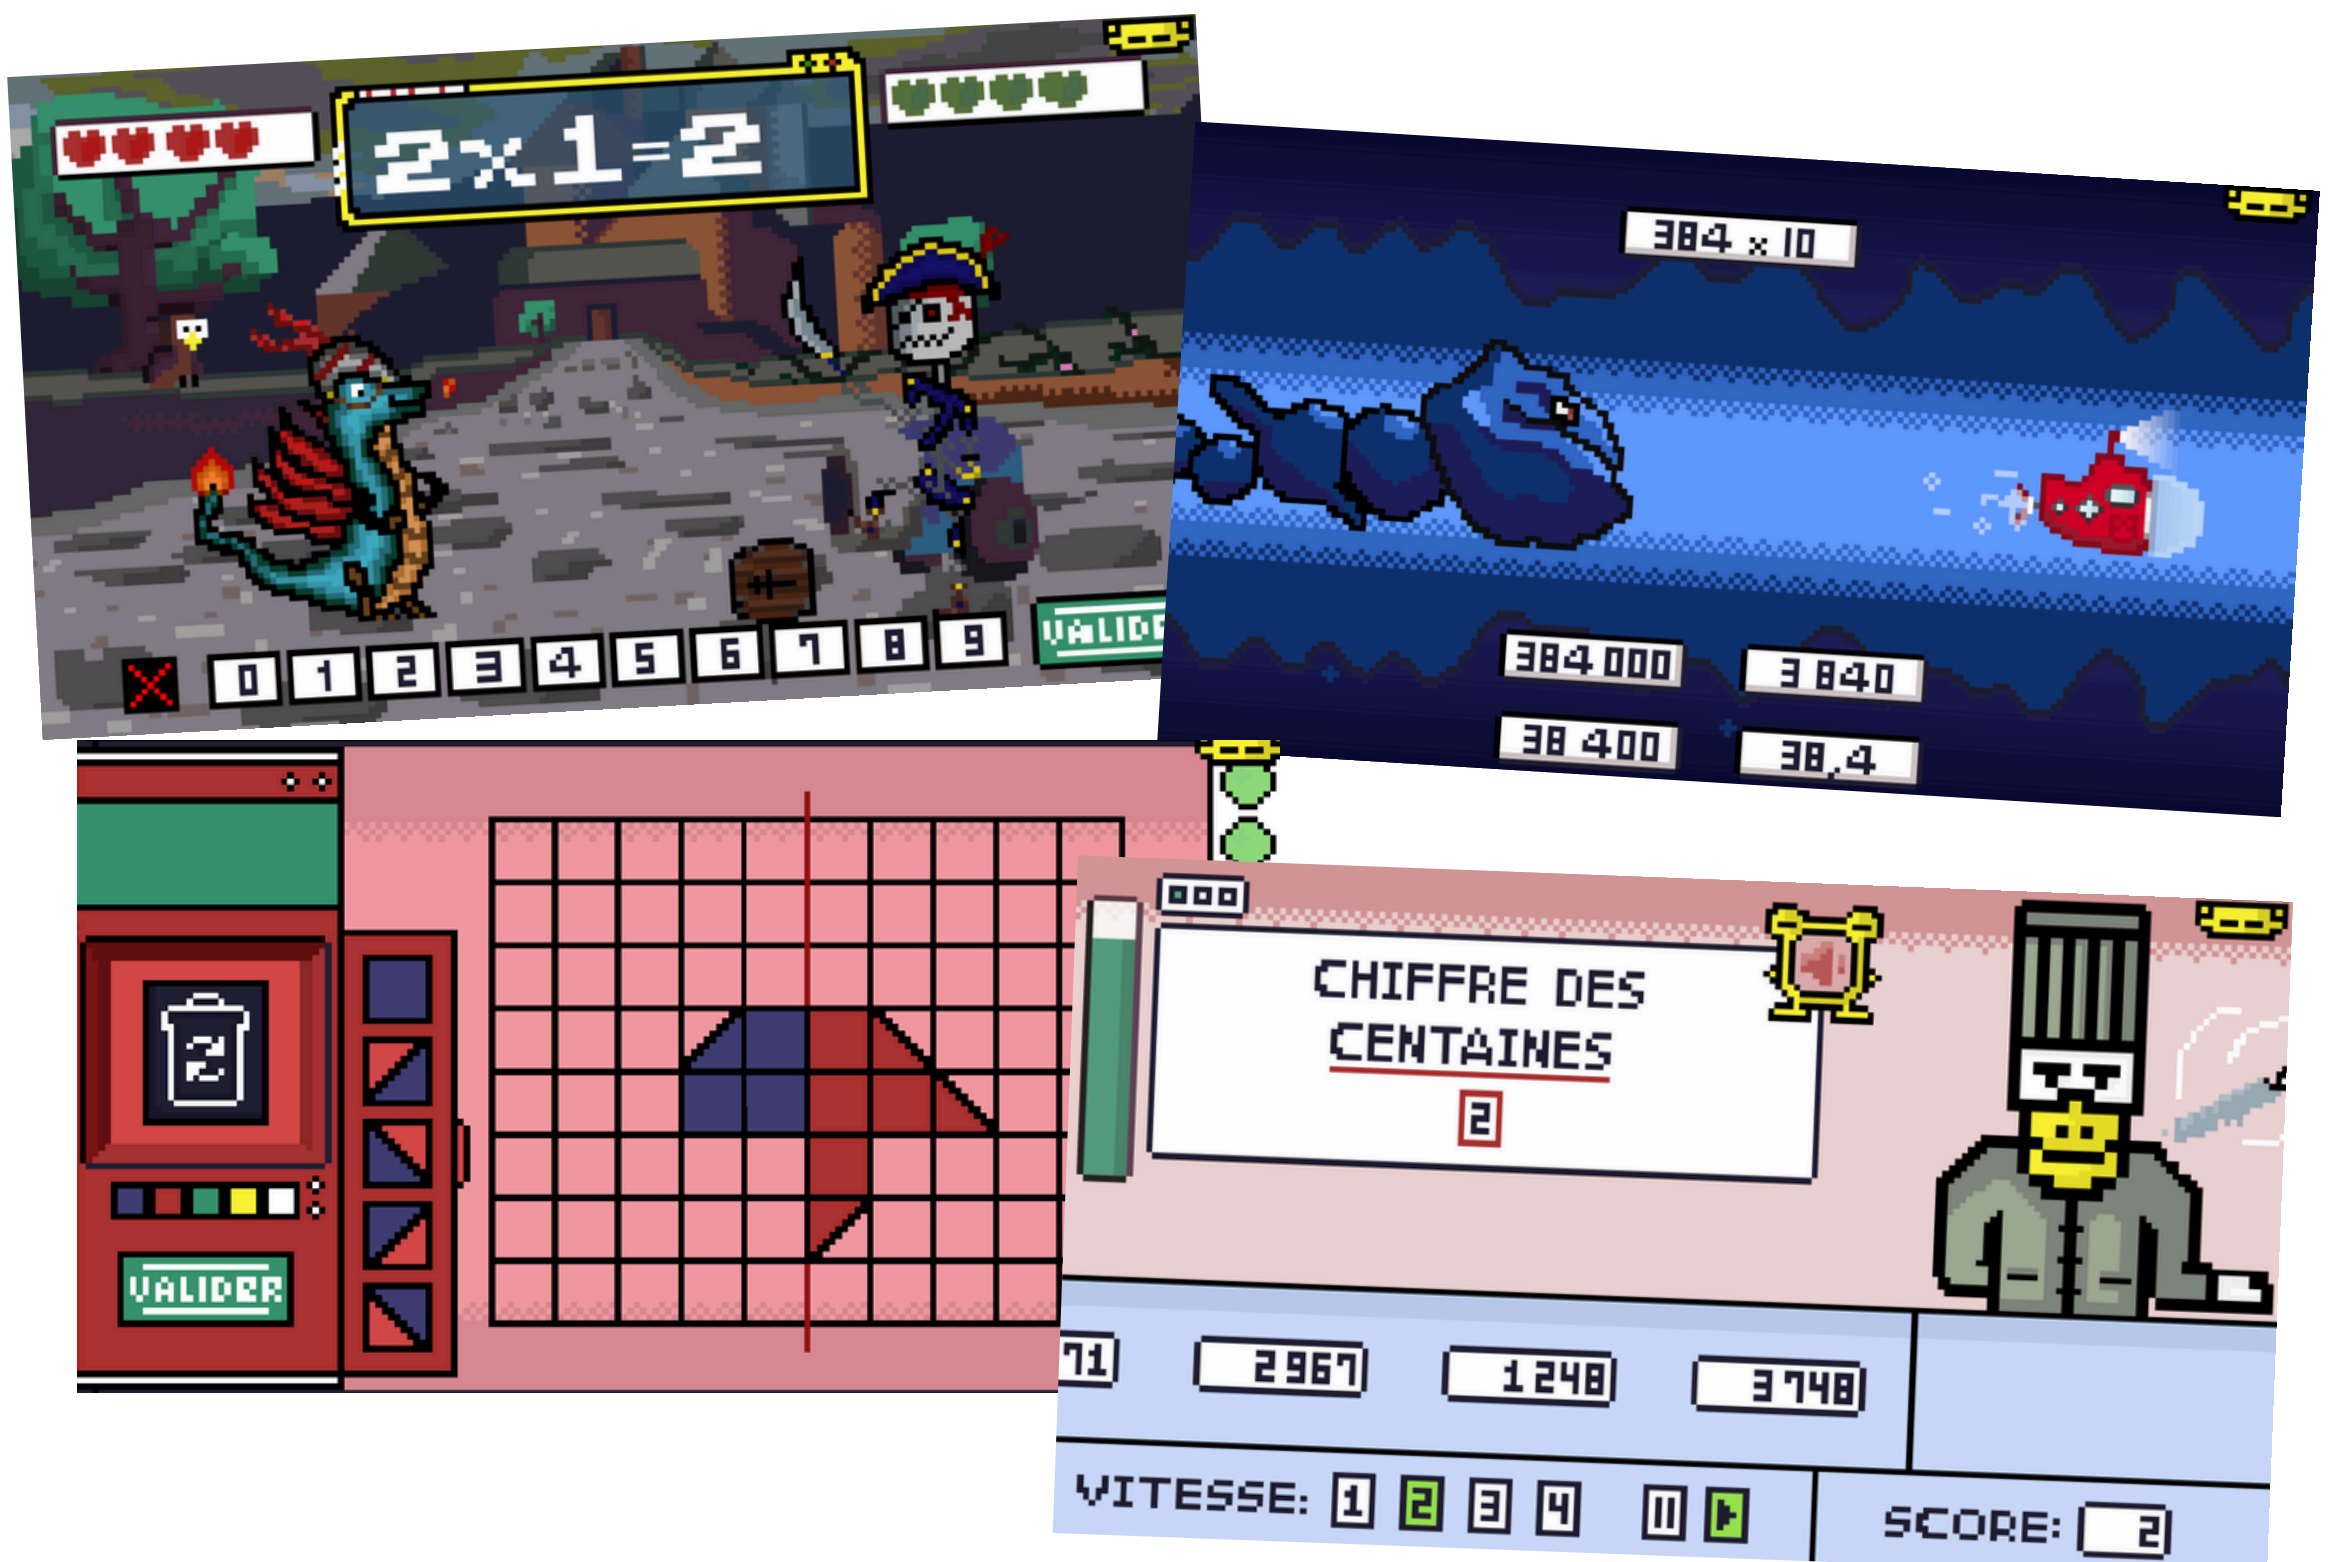 2x1=2
0 1 2 3 4 5 6 7 8 9
384 x 10
384 000
3 840
38 400
38,4
VALIDER
CHIFFRE DES
CENTAINES
2
71 2 967 1 248 3 748
VITESSE: 1 2 3 4
SCORE: 2